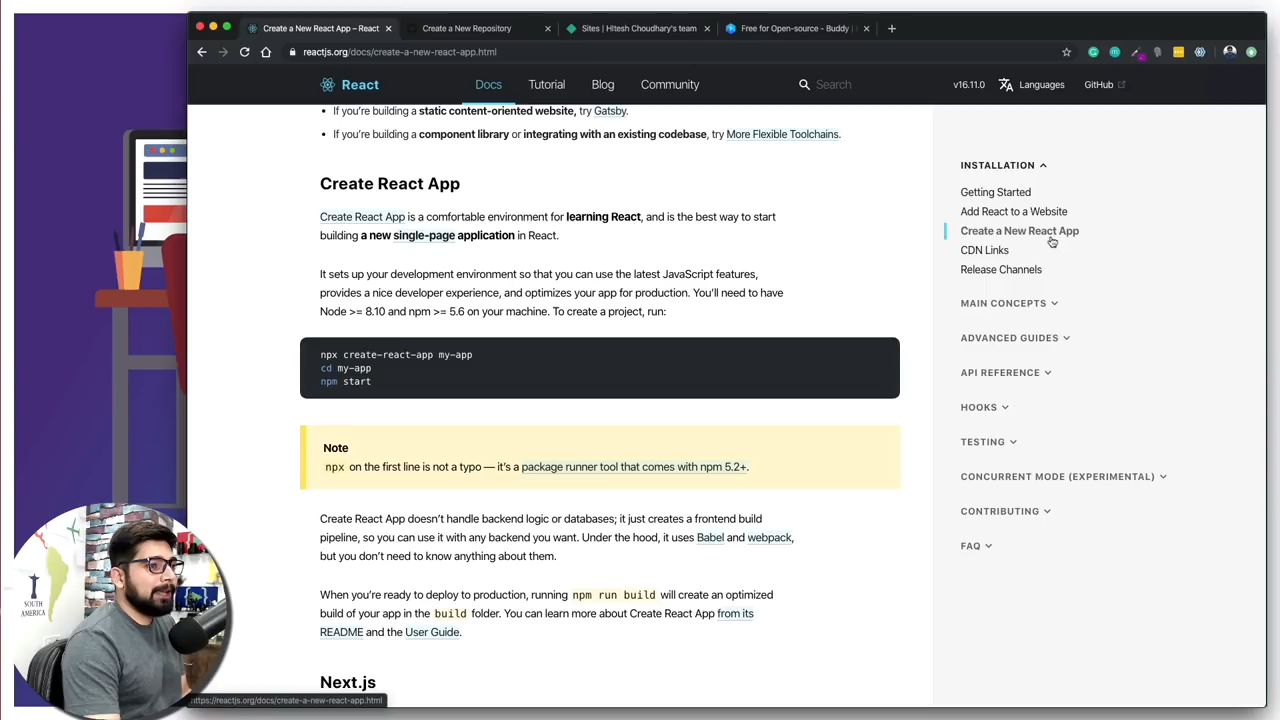 Create a New React App – React
Create a New Repository
Sites | Hitesh Choudhary's team
Free for Open-source - Buddy |
reactjs.org/docs/create-a-new-react-app.html
React
Docs
Tutorial
Blog
Community
Search
v16.11.0
Languages
GitHub
If you're building a static content-oriented website, try Gatsby.
If you're building a component library or integrating with an existing codebase, try More Flexible Toolchains.
Create React App
Create React App is a comfortable environment for learning React, and is the best way to start
building a new single-page application in React.
It sets up your development environment so that you can use the latest JavaScript features,
provides a nice developer experience, and optimizes your app for production. You'll need to have
Node >= 8.10 and npm >= 5.6 on your machine. To create a project, run:
npx create-react-app my-app
cd my-app
npm start
Note
npx on the first line is not a typo — it's a package runner tool that comes with npm 5.2+.
Create React App doesn't handle backend logic or databases; it just creates a frontend build
pipeline, so you can use it with any backend you want. Under the hood, it uses Babel and webpack,
but you don't need to know anything about them.
When you're ready to deploy to production, running npm run build will create an optimized
build of your app in the build folder. You can learn more about Create React App from its
README and the User Guide.
Next.js
INSTALLATION
Getting Started
Add React to a Website
Create a New React App
CDN Links
Release Channels
MAIN CONCEPTS
ADVANCED GUIDES
API REFERENCE
HOOKS
TESTING
CONCURRENT MODE (EXPERIMENTAL)
CONTRIBUTING
FAQ
SOUTH
AMERICA
https://reactjs.org/docs/create-a-new-react-app.html